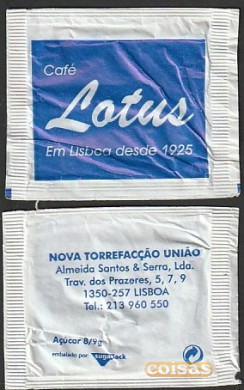 Café
Lotus
Em Lisboa desde 1925
NOVA TORREFACÇÃO UNIÃO
Almeida Santos & Serra, Lda.
Trav. dos Prazeres, 5, 7, 9
1350-257 LISBOA
Tel.: 213 960 550
Açúcar 8/9g
embalado por:
coisas